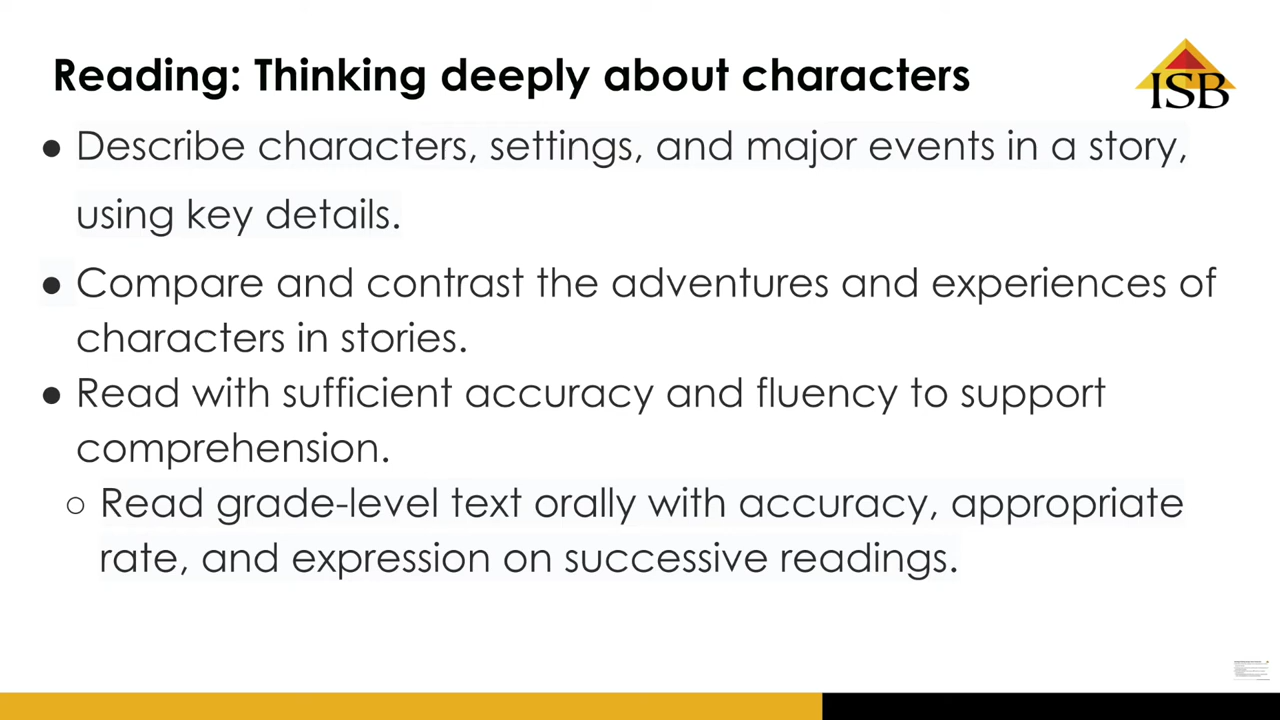 Reading: Thinking deeply about characters
ISB
● Describe characters, settings, and major events in a story,
using key details.
● Compare and contrast the adventures and experiences of
characters in stories.
● Read with sufficient accuracy and fluency to support
comprehension.
○ Read grade-level text orally with accuracy, appropriate
rate, and expression on successive readings.